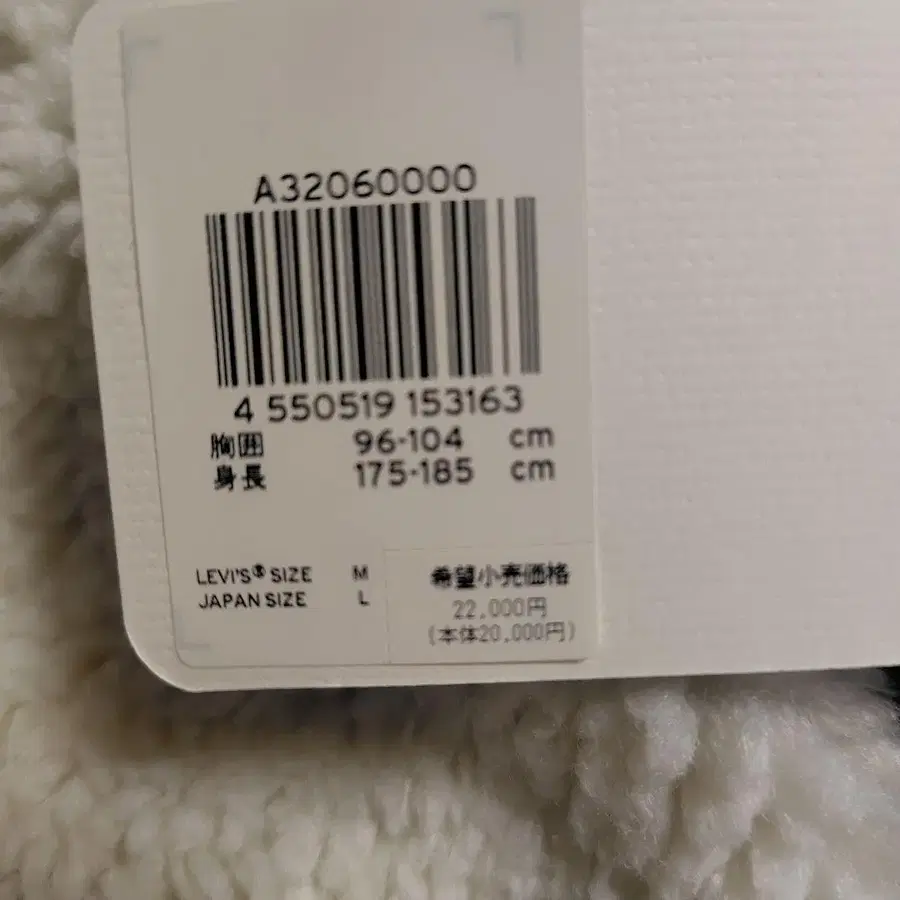 A32060000
4 550519 153163
胸囲 96-104 cm
身長 175-185 cm
LEVI'S® SIZE M
JAPAN SIZE L
希望小売価格
22,000円
(本体20,000円)